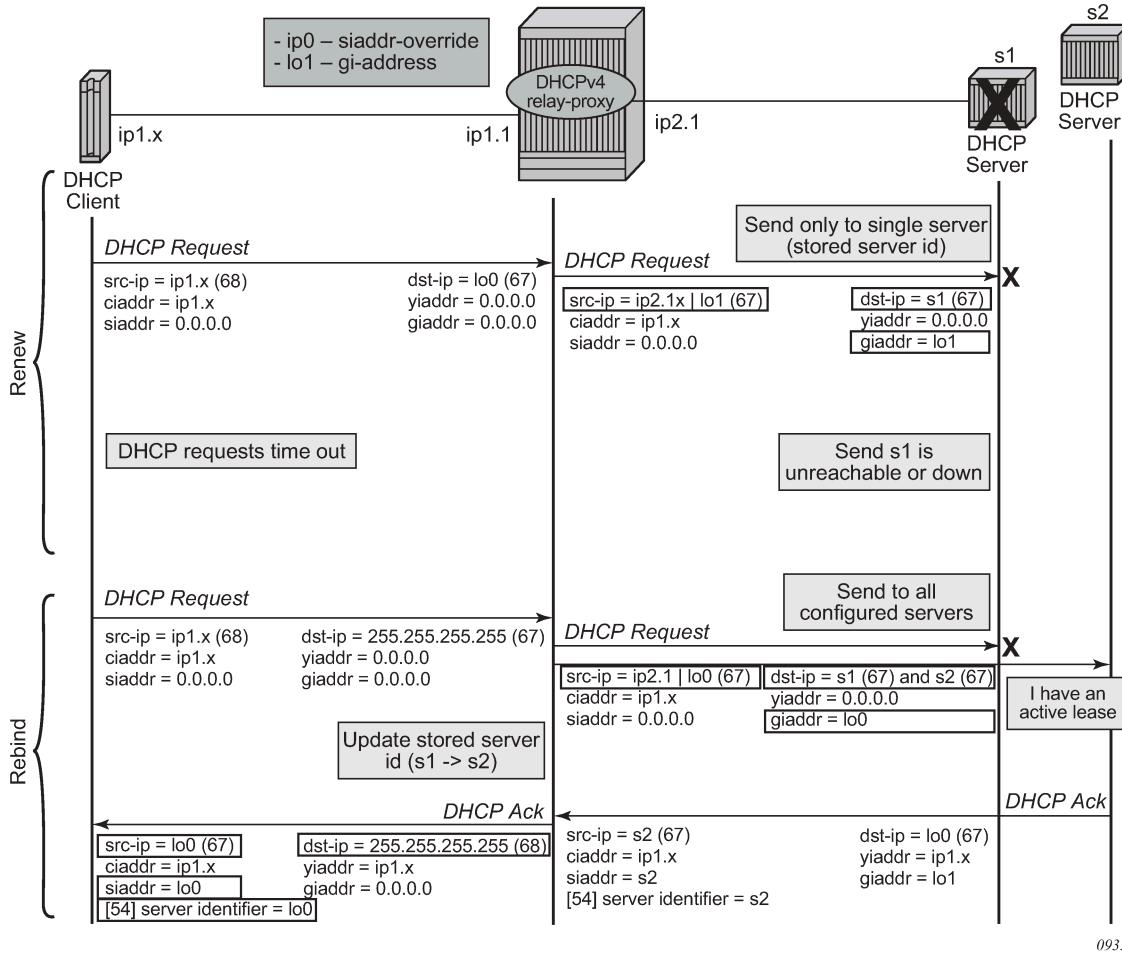 s2
- ip0 – siaddr-override
- lo1 – gi-address
s1
DHCPv4
relay-proxy
DHCP
Server
ip1.x
ip1.1
ip2.1
DHCP
Server
DHCP
Client
Renew
Send only to single server
(stored server id)
DHCP Request
DHCP Request
X
src-ip = ip1.x (68)
dst-ip = lo0 (67)
ciaddr = ip1.x
yiaddr = 0.0.0.0
siaddr = 0.0.0.0
giaddr = 0.0.0.0
src-ip = ip2.1x | lo1 (67)
dst-ip = s1 (67)
ciaddr = ip1.x
yiaddr = 0.0.0.0
siaddr = 0.0.0.0
giaddr = lo1
DHCP requests time out
Send s1 is
unreachable or down
Rebind
Send to all
configured servers
DHCP Request
DHCP Request
X
src-ip = ip1.x (68)
dst-ip = 255.255.255.255 (67)
ciaddr = ip1.x
yiaddr = 0.0.0.0
siaddr = 0.0.0.0
giaddr = 0.0.0.0
src-ip = ip2.1 | lo0 (67)
dst-ip = s1 (67) and s2 (67)
ciaddr = ip1.x
yiaddr = 0.0.0.0
siaddr = 0.0.0.0
giaddr = lo0
I have an
active lease
Update stored server
id (s1 -> s2)
DHCP Ack
DHCP Ack
src-ip = lo0 (67)
dst-ip = 255.255.255.255 (68)
ciaddr = ip1.x
yiaddr = ip1.x
siaddr = lo0
giaddr = 0.0.0.0
[54] server identifier = lo0
src-ip = s2 (67)
dst-ip = lo0 (67)
ciaddr = ip1.x
yiaddr = ip1.x
siaddr = s2
giaddr = lo1
[54] server identifier = s2